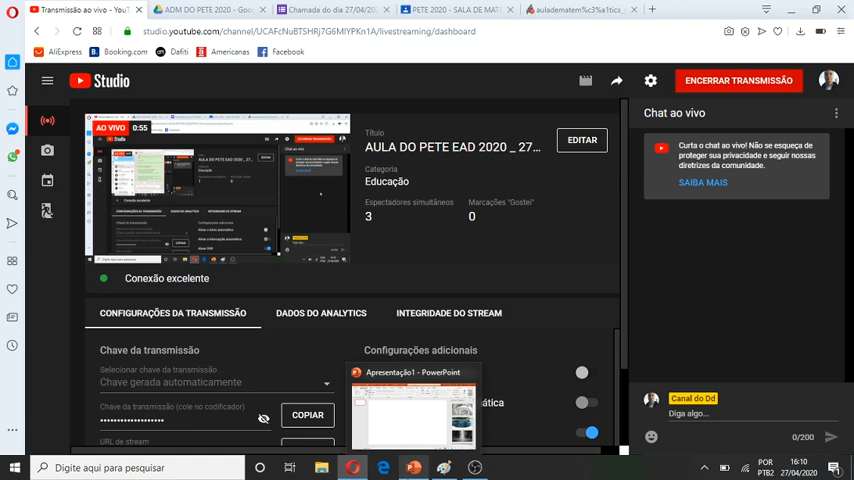 Transmissão ao vivo - YouT
ADM DO PETE 2020 - Goo
Chamada do dia 27/04/202
PETE 2020 - SALA DE MATE
auladematem%c3%a1tica_
studio.youtube.com/channel/UCAFcNuBTSHRj7G6MIYPKn1A/livestreaming/dashboard
AliExpress
Booking.com
Dafiti
Americanas
Facebook
Studio
ENCERRAR TRANSMISSÃO
AO VIVO
0:55
Título
AULA DO PETE EAD 2020 _ 27...
EDITAR
Categoria
Educação
Espectadores simultâneos
3
Marcações "Gostei"
0
Conexão excelente
CONFIGURAÇÕES DA TRANSMISSÃO
DADOS DO ANALYTICS
INTEGRIDADE DO STREAM
Chave da transmissão
Selecionar chave da transmissão
Chave gerada automaticamente
Chave da transmissão (cole no codificador)
••••••••••••••••••
COPIAR
URL de stream
Configurações adicionais
Apresentação1 - PowerPoint
ática
Chat ao vivo
Curta o chat ao vivo! Não se esqueça de
proteger sua privacidade e seguir nossas
diretrizes da comunidade.
SAIBA MAIS
Canal do Dd
Diga algo...
0/200
Digite aqui para pesquisar
POR
PTB2
16:10
27/04/2020